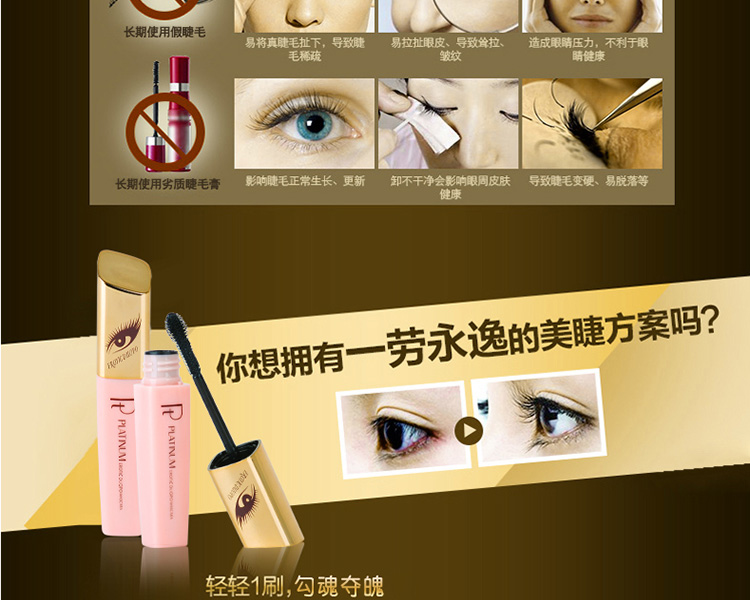 长期使用假睫毛
易将真睫毛扯下，导致睫
毛稀疏
易拉扯眼皮、导致耸拉、
皱纹
造成眼睛压力，不利于眼
睛健康
长期使用劣质睫毛膏
影响睫毛正常生长、更新
卸不干净会影响眼周皮肤
健康
导致睫毛变硬、易脱落等
你想拥有一劳永逸的美睫方案吗?
Pt
PLATINUM
Pt
PLATINUM
轻轻1刷,勾魂夺魄